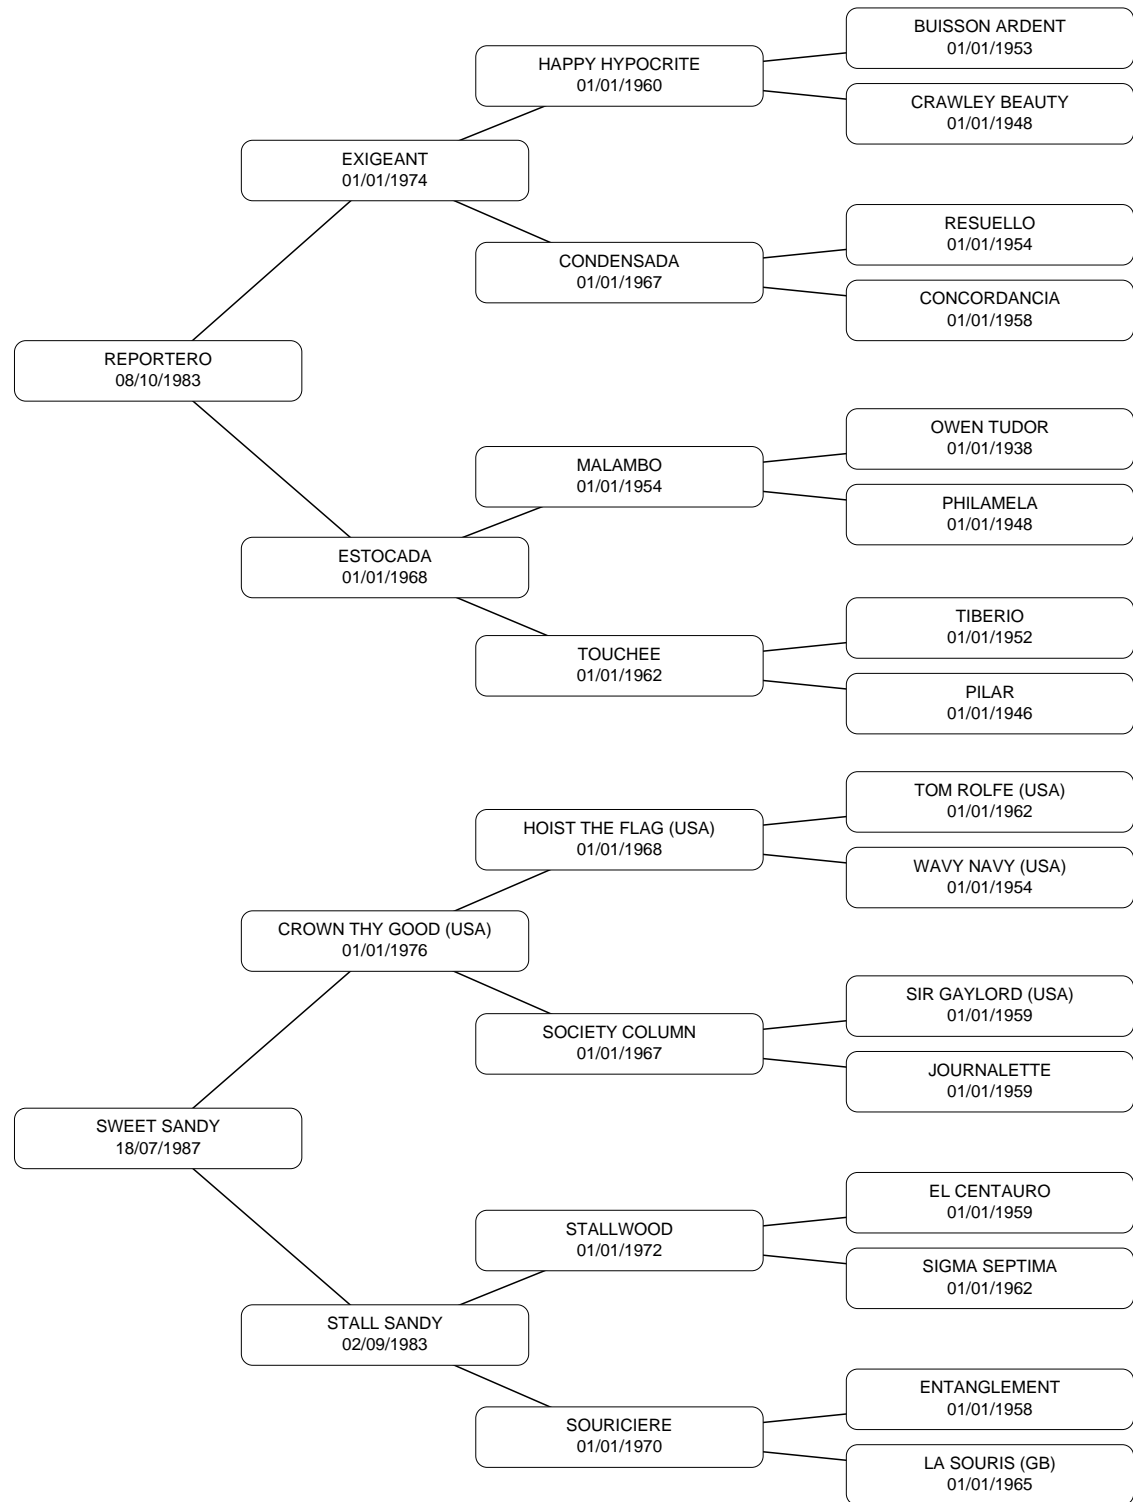 BUISSON ARDENT
01/01/1953
HAPPY HYPOCRITE
01/01/1960
CRAWLEY BEAUTY
01/01/1948
EXIGEANT
01/01/1974
RESUELLO
01/01/1954
CONDENSADA
01/01/1967
CONCORDANCIA
01/01/1958
REPORTERO
08/10/1983
OWEN TUDOR
01/01/1938
MALAMBO
01/01/1954
PHILAMELA
01/01/1948
ESTOCADA
01/01/1968
TIBERIO
01/01/1952
TOUCHEE
01/01/1962
PILAR
01/01/1946
TOM ROLFE (USA)
01/01/1962
HOIST THE FLAG (USA)
01/01/1968
WAVY NAVY (USA)
01/01/1954
CROWN THY GOOD (USA)
01/01/1976
SIR GAYLORD (USA)
01/01/1959
SOCIETY COLUMN
01/01/1967
JOURNALETTE
01/01/1959
SWEET SANDY
18/07/1987
EL CENTAURO
01/01/1959
STALLWOOD
01/01/1972
SIGMA SEPTIMA
01/01/1962
STALL SANDY
02/09/1983
ENTANGLEMENT
01/01/1958
SOURICIERE
01/01/1970
LA SOURIS (GB)
01/01/1965